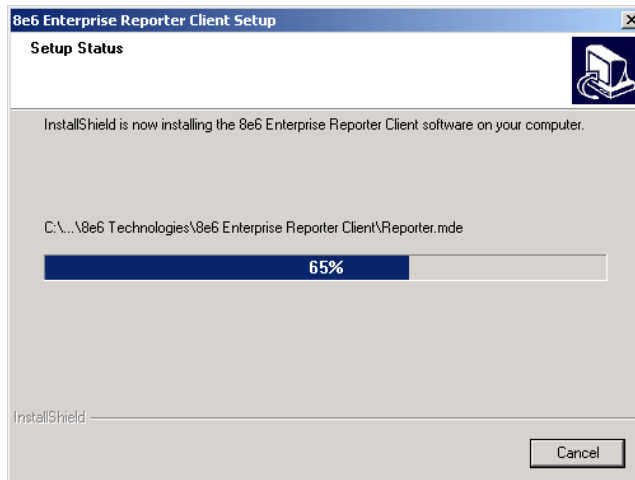 8e6 Enterprise Reporter Client Setup
Setup Status
InstallShield is now installing the 8e6 Enterprise Reporter Client software on your computer.
C:\...\8e6 Technologies\8e6 Enterprise Reporter Client\Reporter.mde
65%
InstallShield
Cancel